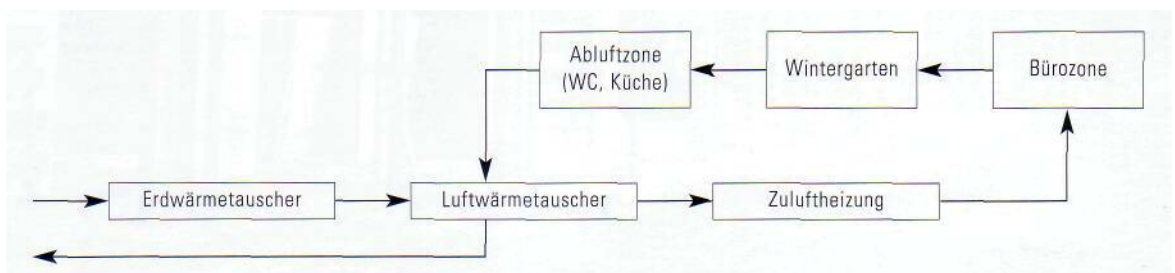 Abluftzone
(WC, Küche)
Wintergarten
Bürozone
Erdwärmetauscher
Luftwärmetauscher
Zuluftheizung